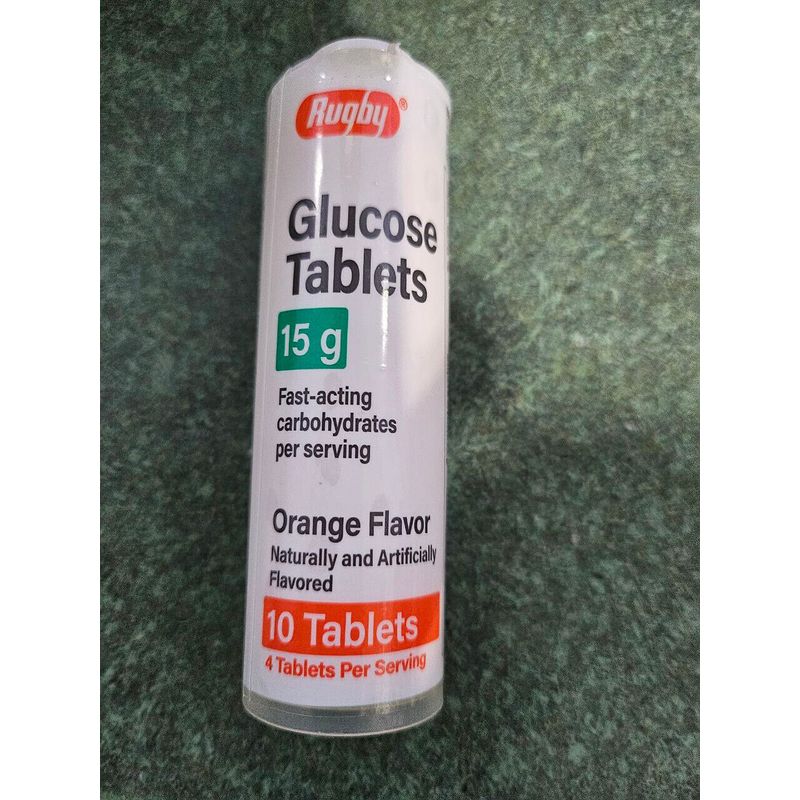 Rugby®
Glucose
Tablets
15 g
Fast-acting
carbohydrates
per serving
Orange Flavor
Naturally and Artificially
Flavored
10 Tablets
4 Tablets Per Serving